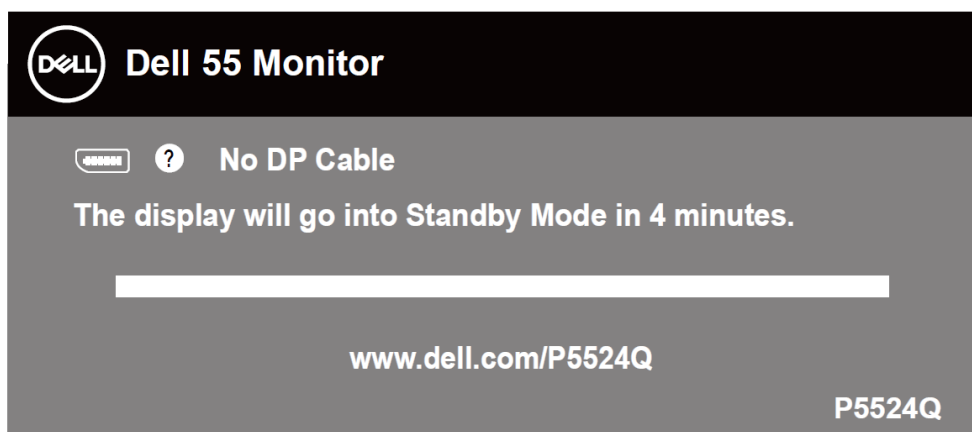 DELL Dell 55 Monitor
? No DP Cable
The display will go into Standby Mode in 4 minutes.
www.dell.com/P5524Q
P5524Q